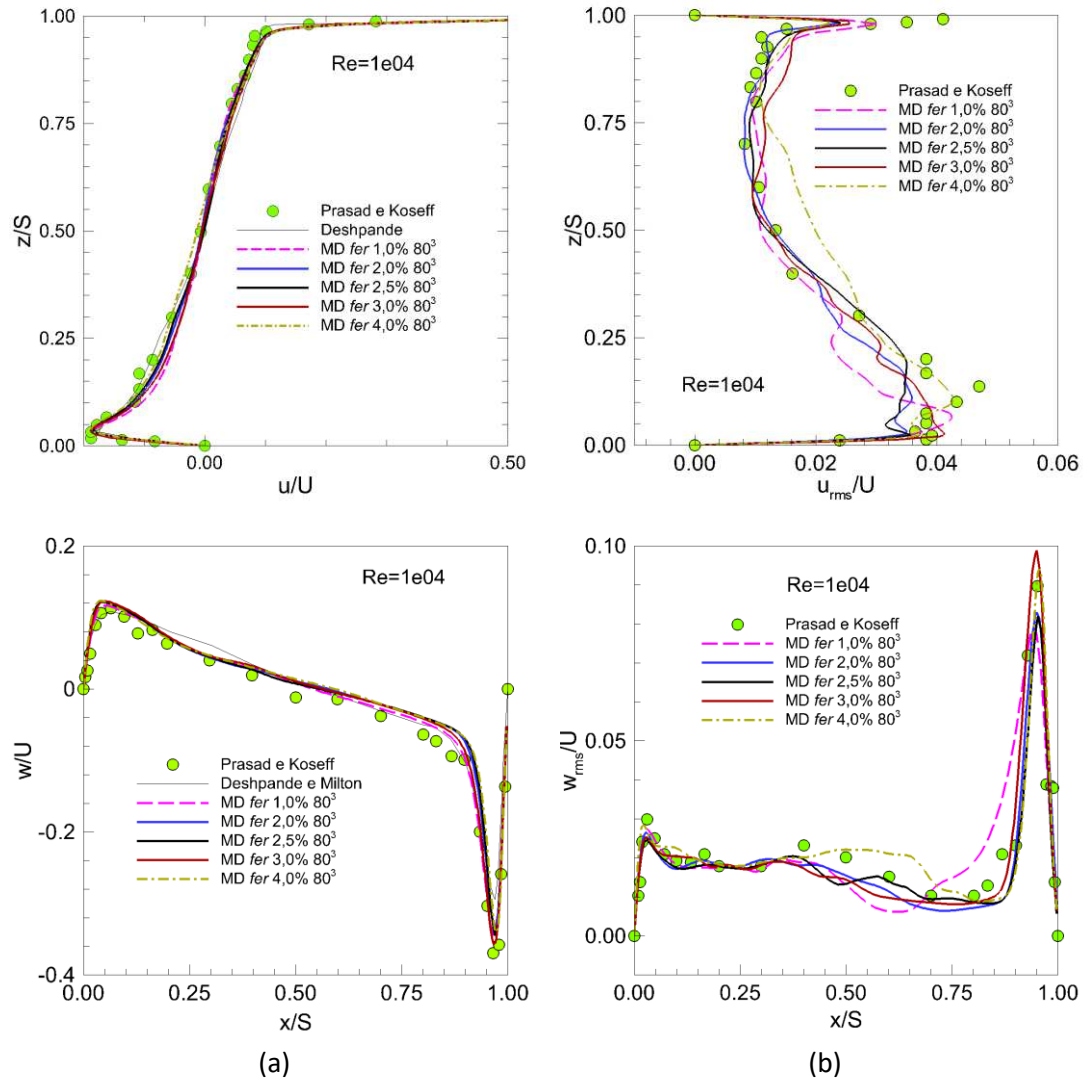 1.00
0.75
0.50
0.25
0.00
z/S
Re=1e04
Prasad e Koseff
Deshpande
MD fer 1,0% 80³
MD fer 2,0% 80³
MD fer 2,5% 80³
MD fer 3,0% 80³
MD fer 4,0% 80³
0.00 0.50
u/U
1.00
0.75
0.50
0.25
0.00
z/S
Prasad e Koseff
MD fer 1,0% 80³
MD fer 2,0% 80³
MD fer 2,5% 80³
MD fer 3,0% 80³
MD fer 4,0% 80³
Re=1e04
0.00 0.02 0.04 0.06
u_rms/U
0.2
0
-0.2
-0.4
w/U
Re=1e04
Prasad e Koseff
Deshpande e Milton
MD fer 1,0% 80³
MD fer 2,0% 80³
MD fer 2,5% 80³
MD fer 3,0% 80³
MD fer 4,0% 80³
0.00 0.25 0.50 0.75 1.00
x/S
(a)
0.10
0.05
0.00
w_rms/U
Re=1e04
Prasad e Koseff
MD fer 1,0% 80³
MD fer 2,0% 80³
MD fer 2,5% 80³
MD fer 3,0% 80³
MD fer 4,0% 80³
0.00 0.25 0.50 0.75 1.00
x/S
(b)